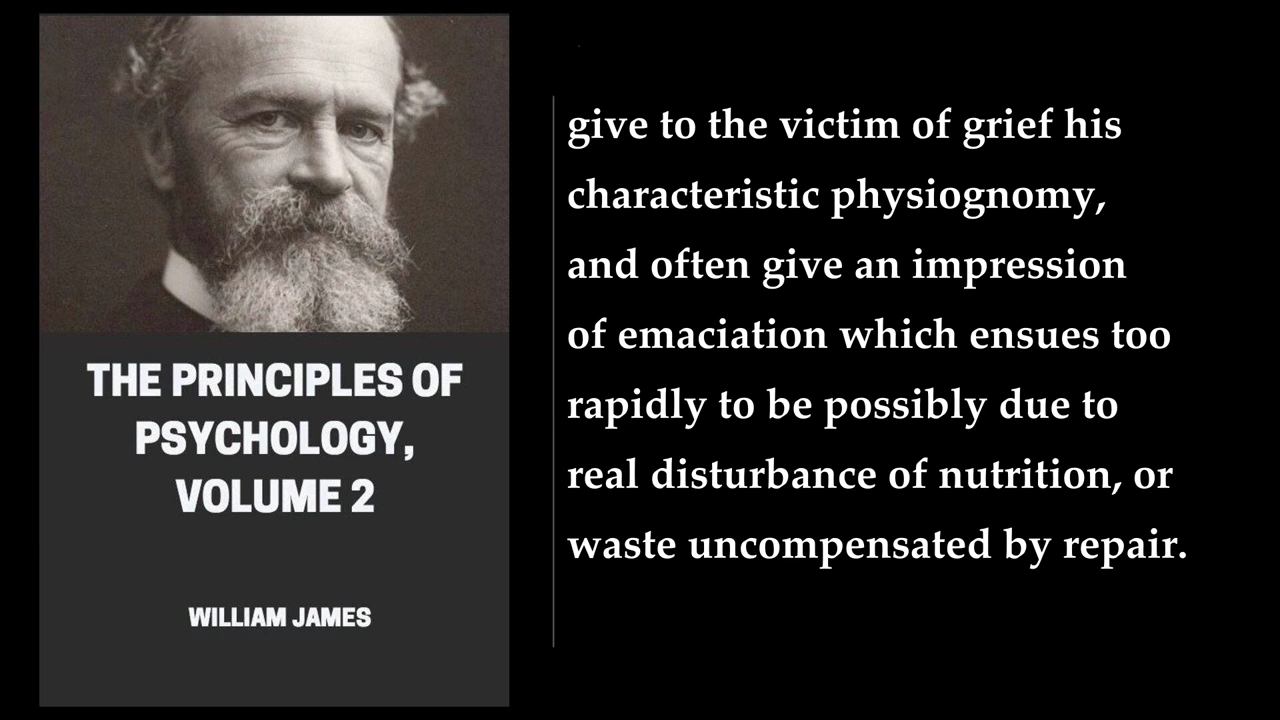 THE PRINCIPLES OF
PSYCHOLOGY,
VOLUME 2
WILLIAM JAMES
give to the victim of grief his
characteristic physiognomy,
and often give an impression
of emaciation which ensues too
rapidly to be possibly due to
real disturbance of nutrition, or
waste uncompensated by repair.